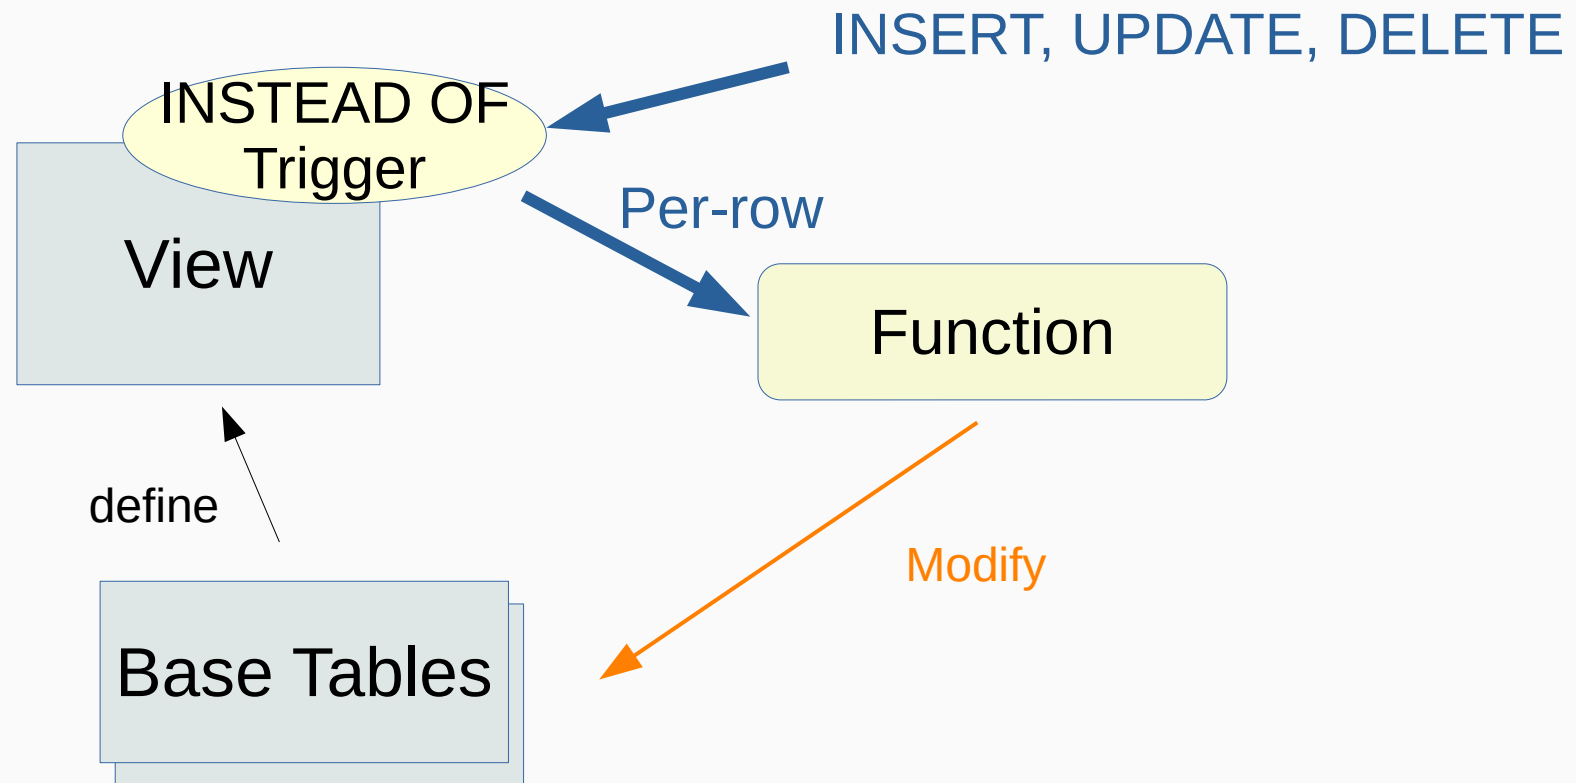 INSERT, UPDATE, DELETE
INSTEAD OF
Trigger
Per-row
View
Function
define
Modify
Base Tables